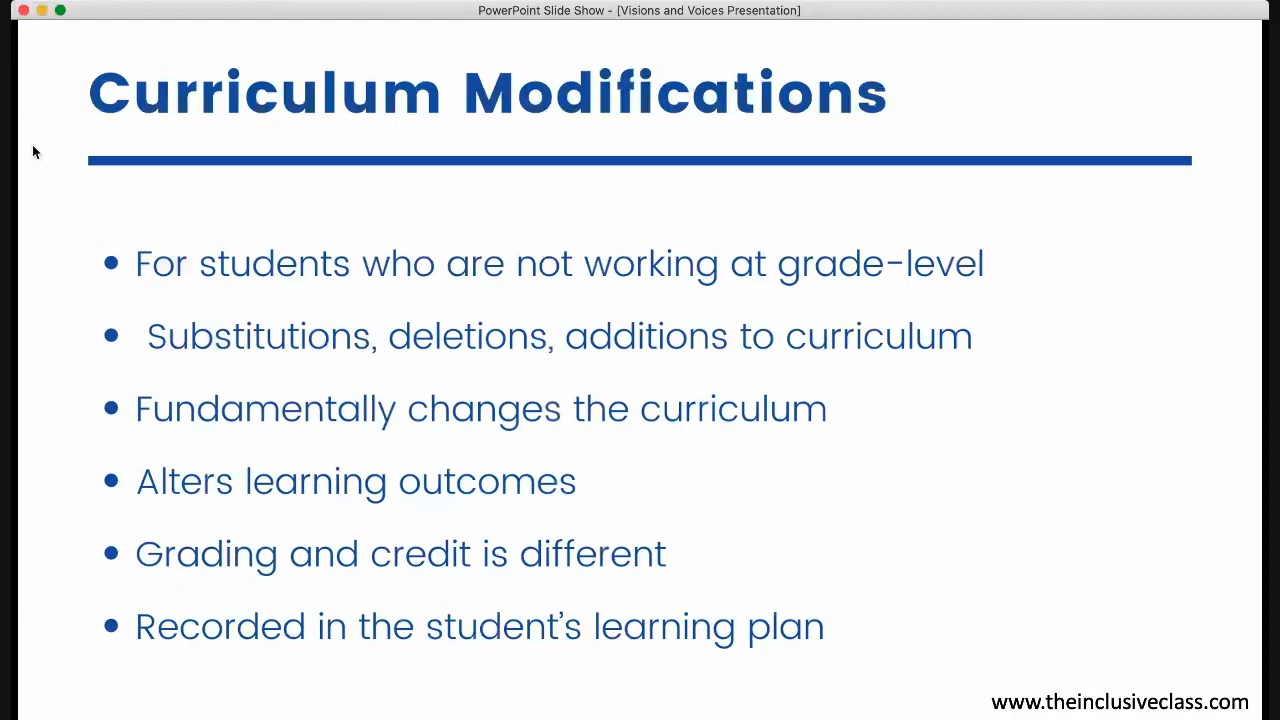 PowerPoint Slide Show - [Visions and Voices Presentation]
Curriculum Modifications
• For students who are not working at grade-level
• Substitutions, deletions, additions to curriculum
• Fundamentally changes the curriculum
• Alters learning outcomes
• Grading and credit is different
• Recorded in the student’s learning plan
www.theinclusiveclass.com